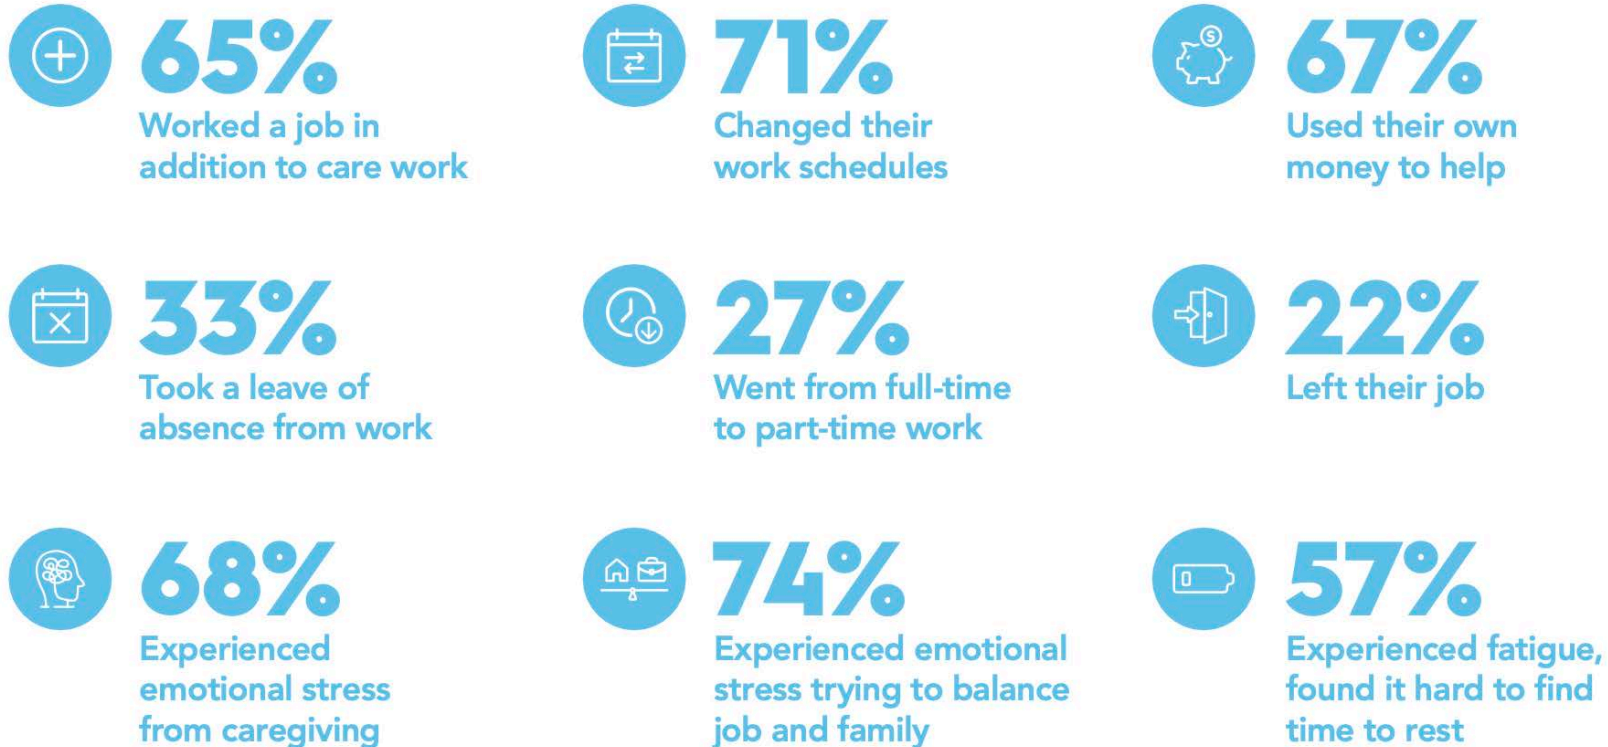 65%
Worked a job in
addition to care work
71%
Changed their
work schedules
$
67%
Used their own
money to help
33%
Took a leave of
absence from work
27%
Went from full-time
to part-time work
22%
Left their job
68%
Experienced
emotional stress
from caregiving
74%
Experienced emotional
stress trying to balance
job and family
57%
Experienced fatigue,
found it hard to find
time to rest